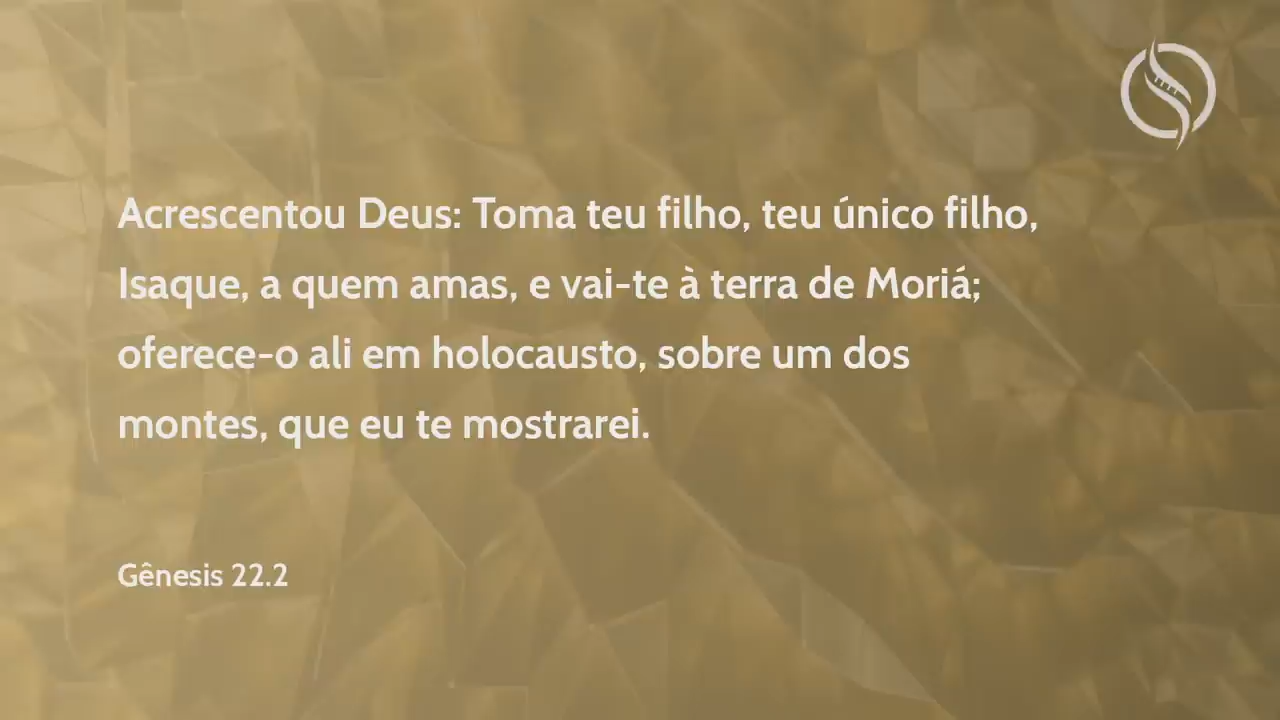 Acrescentou Deus: Toma teu filho, teu único filho,
Isaque, a quem amas, e vai-te à terra de Moriá;
oferece-o ali em holocausto, sobre um dos
montes, que eu te mostrarei.
Gênesis 22.2